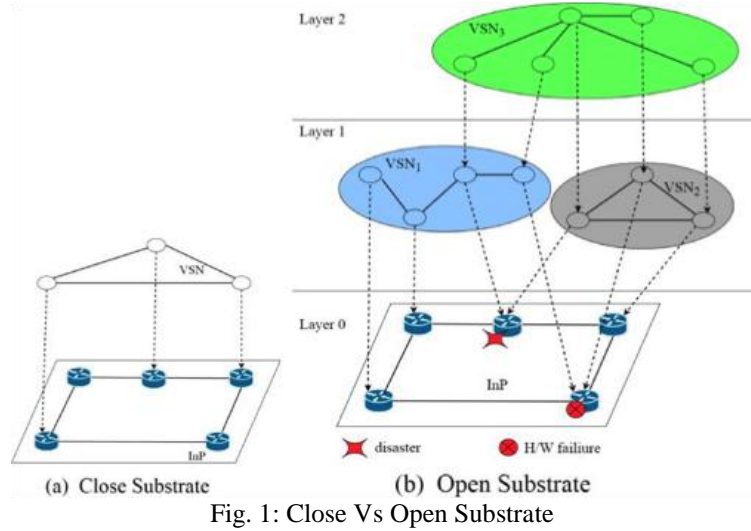 Layer 2
VSN3
Layer 1
VSN1
VSN2
VSN
Layer 0
InP
InP
disaster
H/W failiure
(a) Close Substrate
(b) Open Substrate
Fig. 1: Close Vs Open Substrate